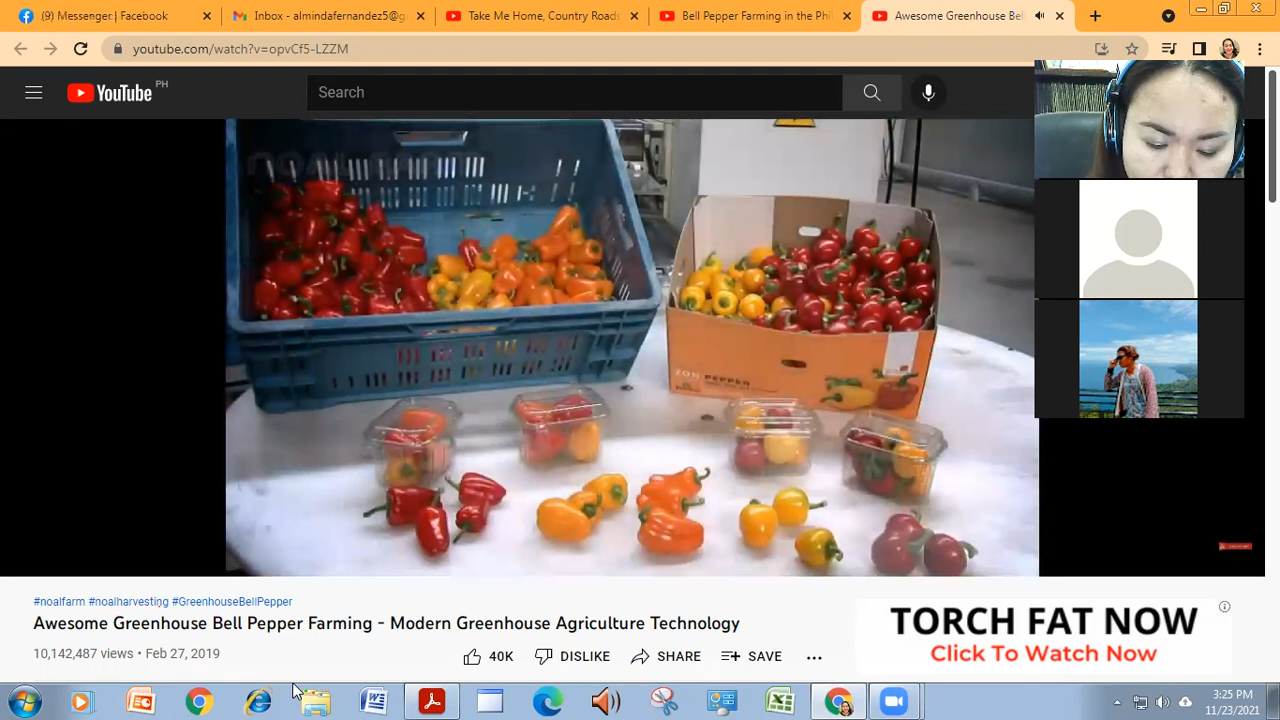 (9) Messenger | Facebook
Inbox - almindafernandez5@g
Take Me Home, Country Roads
Bell Pepper Farming in the Phi
Awesome Greenhouse Bel
youtube.com/watch?v=opvCf5-LZZM
YouTube PH
Search
ZON PEPPER
#noalfarm #noalharvesting #GreenhouseBellPepper
Awesome Greenhouse Bell Pepper Farming - Modern Greenhouse Agriculture Technology
10,142,487 views • Feb 27, 2019
40K
DISLIKE
SHARE
SAVE
TORCH FAT NOW
Click To Watch Now
3:25 PM
11/23/2021